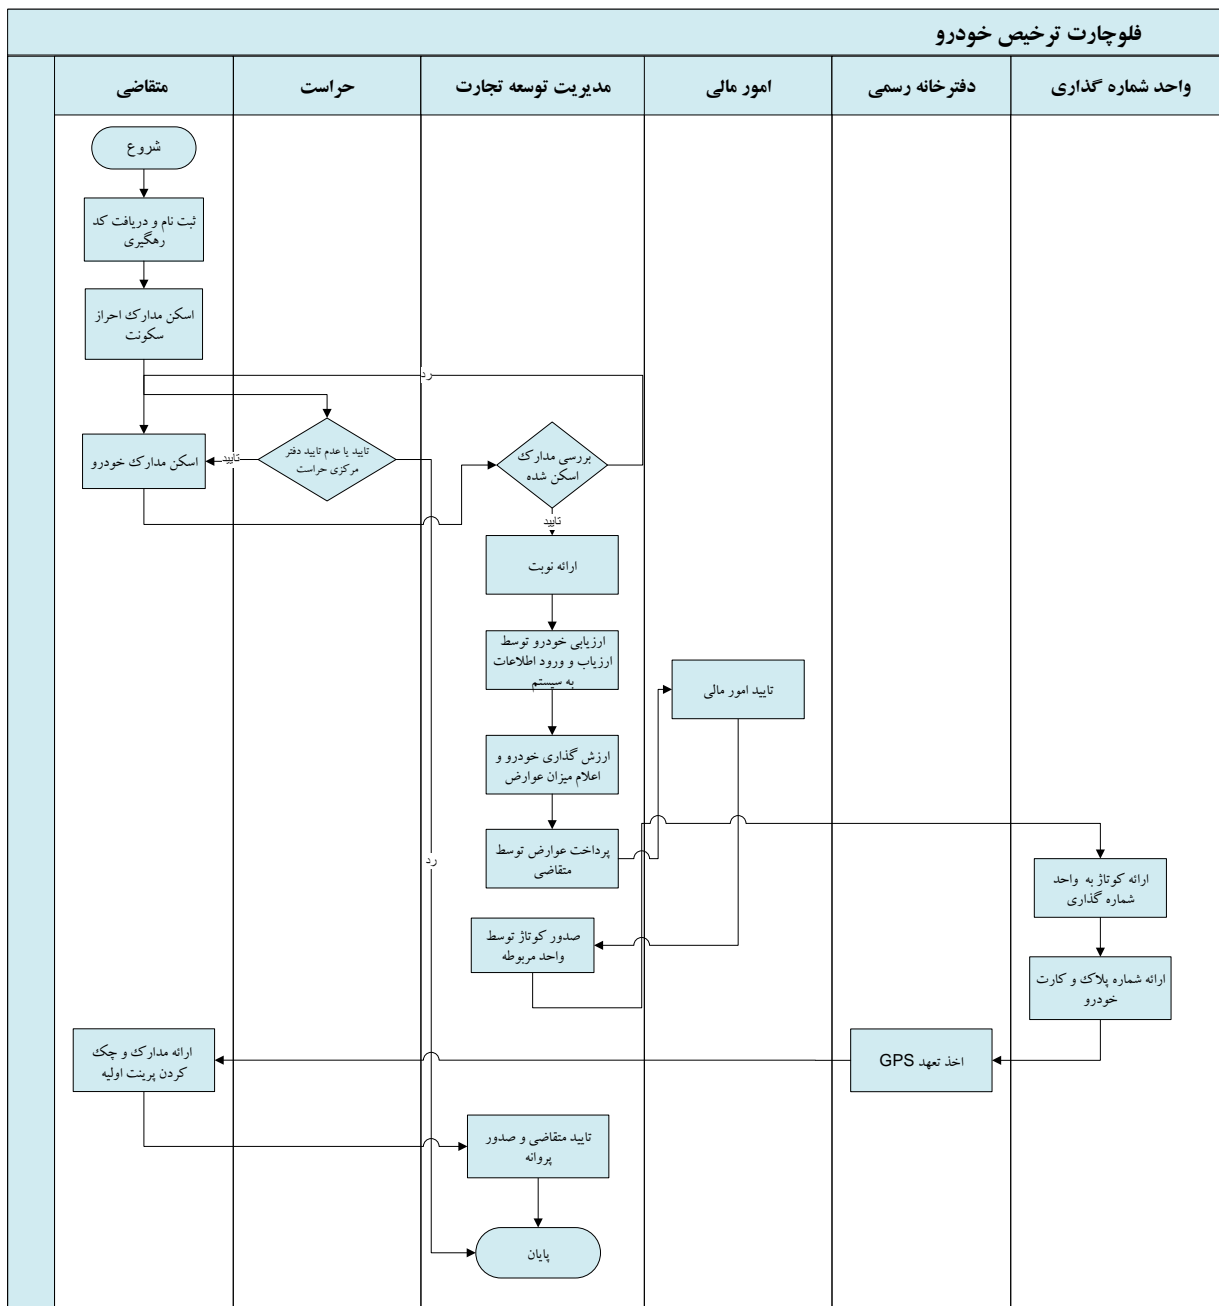 فلوچارت ترخیص خودرو
متقاضی
حراست
مدیریت توسعه تجارت
امور مالی
دفترخانه رسمی
واحد شماره گذاری
شروع
ثبت نام و دریافت کد
رهگیری
اسکن مدارک احراز
سکونت
رد
اسکن مدارک خودرو
تایید
تایید یا عدم تایید دفتر
مرکزی حراست
بررسی مدارک
اسکن شده
تایید
ارائه نوبت
ارزیابی خودرو توسط
ارزیاب و ورود اطلاعات
به سیستم
تایید امور مالی
ارزش گذاری خودرو و
اعلام میزان عوارض
رد
پرداخت عوارض توسط
متقاضی
ارائه کوتاژ به واحد
شماره گذاری
صدور کوتاژ توسط
واحد مربوطه
ارائه شماره پلاک و کارت
خودرو
اخذ تعهد GPS
ارائه مدارک و چک
کردن پرینت اولیه
تایید متقاضی و صدور
پروانه
پایان